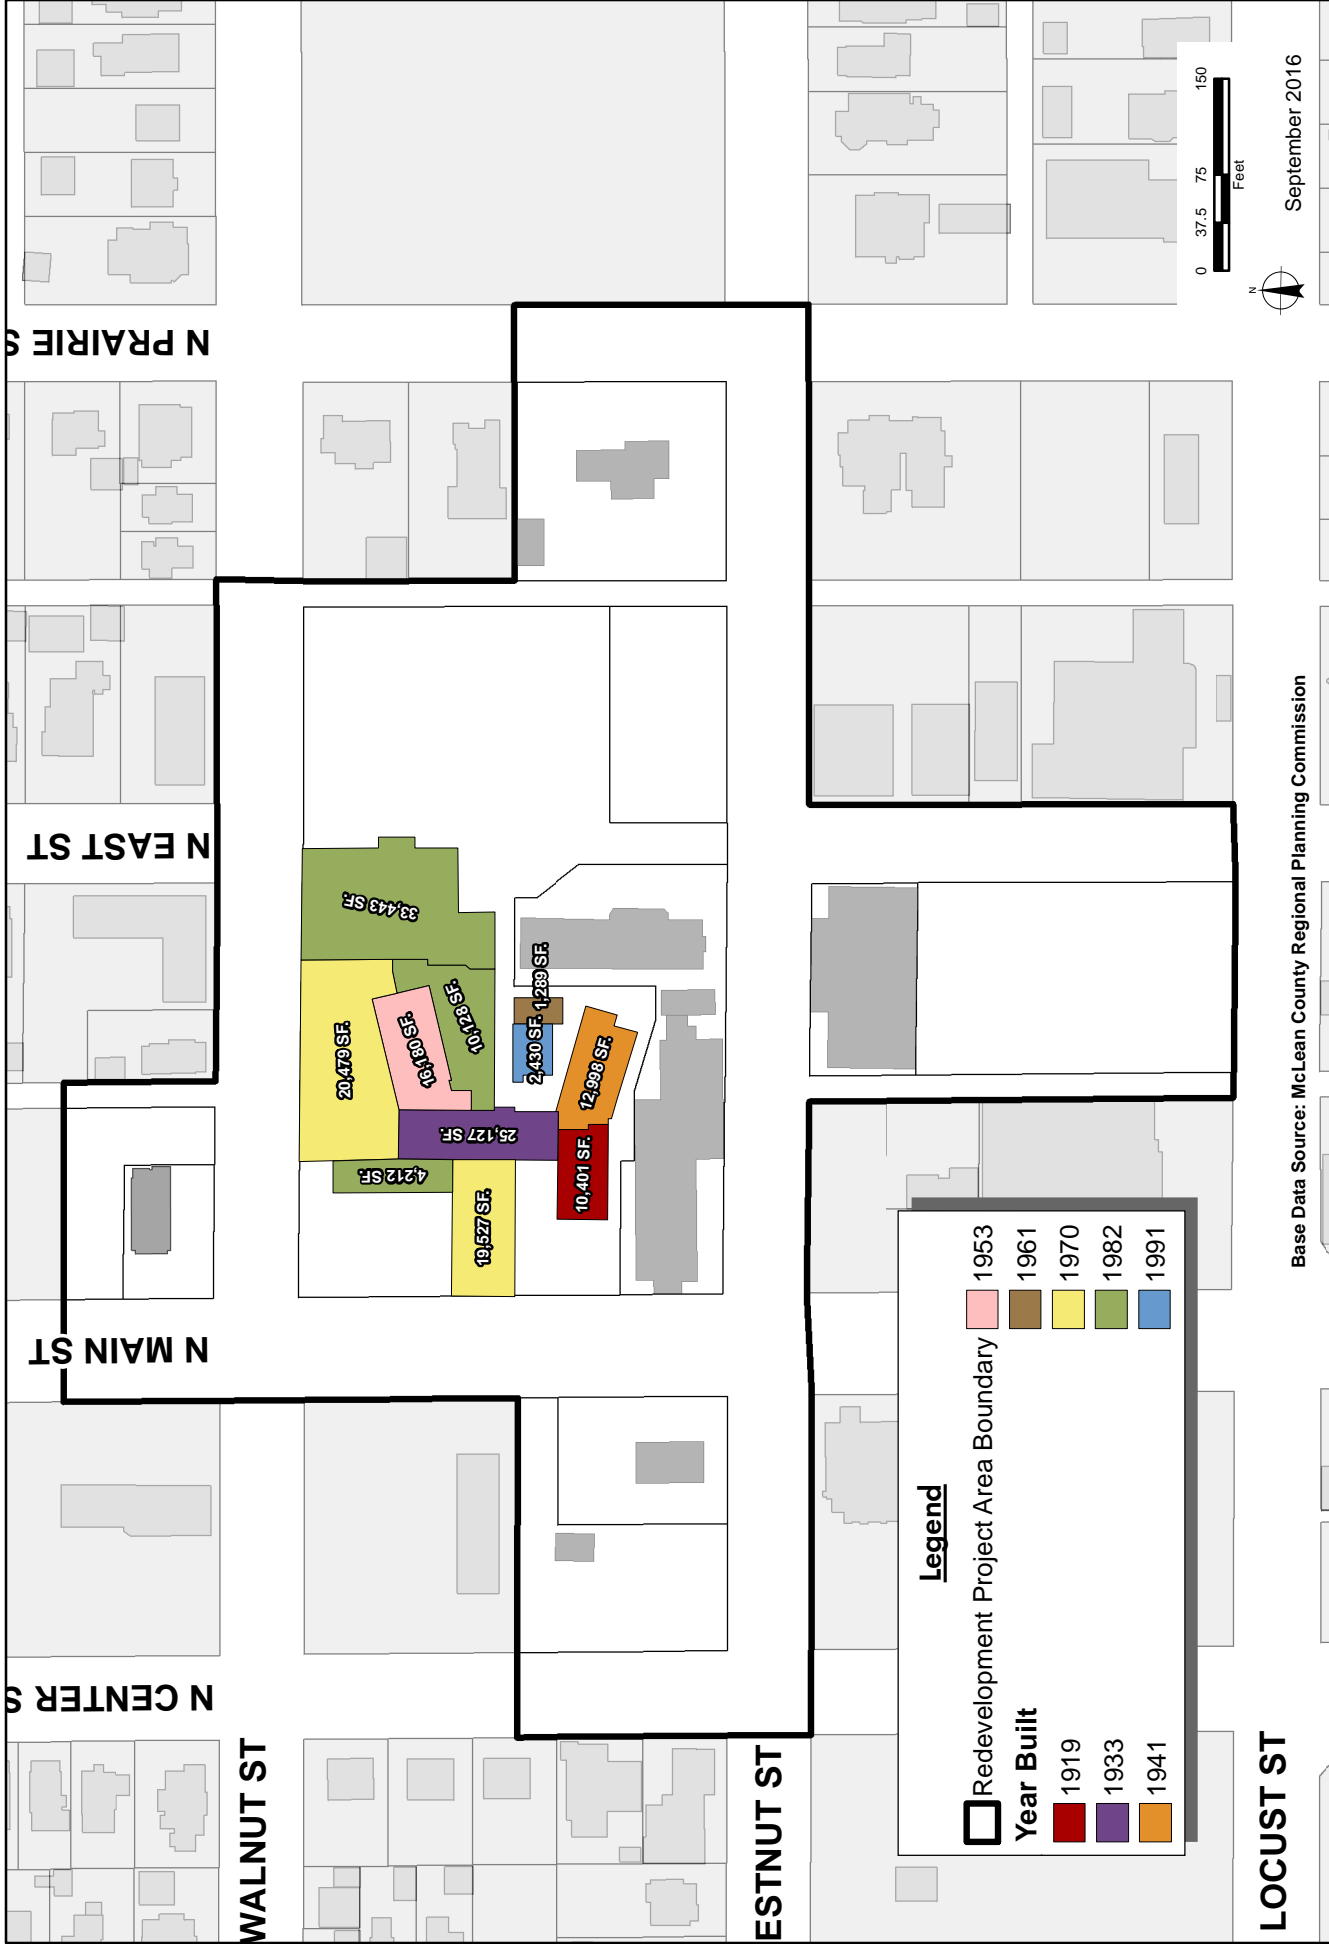 N PRAIRIE S
N EAST ST
N MAIN ST
N CENTER S
WALNUT ST
ESTNUT ST
LOCUST ST
33,443 SF.
20,479 SF.
16,180 SF.
10,128 SF.
1,289 SF.
2,430 SF.
12,998 SF.
25,127 SF.
4,212 SF.
19,527 SF.
10,401 SF.
Legend
Redevelopment Project Area Boundary
Year Built
1919
1933
1941
1953
1961
1970
1982
1991
0 37.5 75 150
Feet
N
September 2016
Base Data Source: McLean County Regional Planning Commission